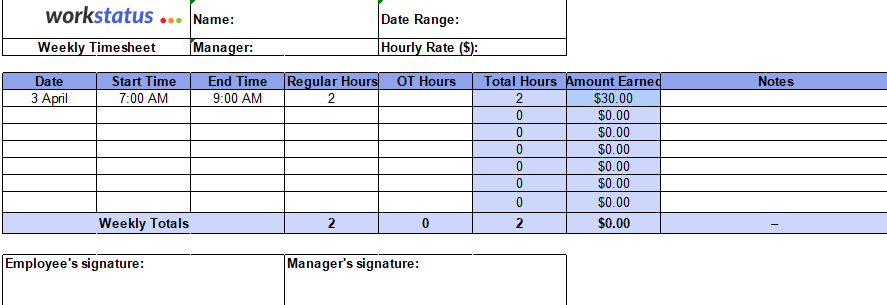 workstatus Name: Date Range:
Weekly Timesheet Manager: Hourly Rate ($):
Date Start Time End Time Regular Hours OT Hours Total Hours Amount Earned Notes
3 April 7:00 AM 9:00 AM 2 2 $30.00
0 $0.00
0 $0.00
0 $0.00
0 $0.00
0 $0.00
0 $0.00
Weekly Totals 2 0 2 $0.00 –
Employee's signature: Manager's signature: